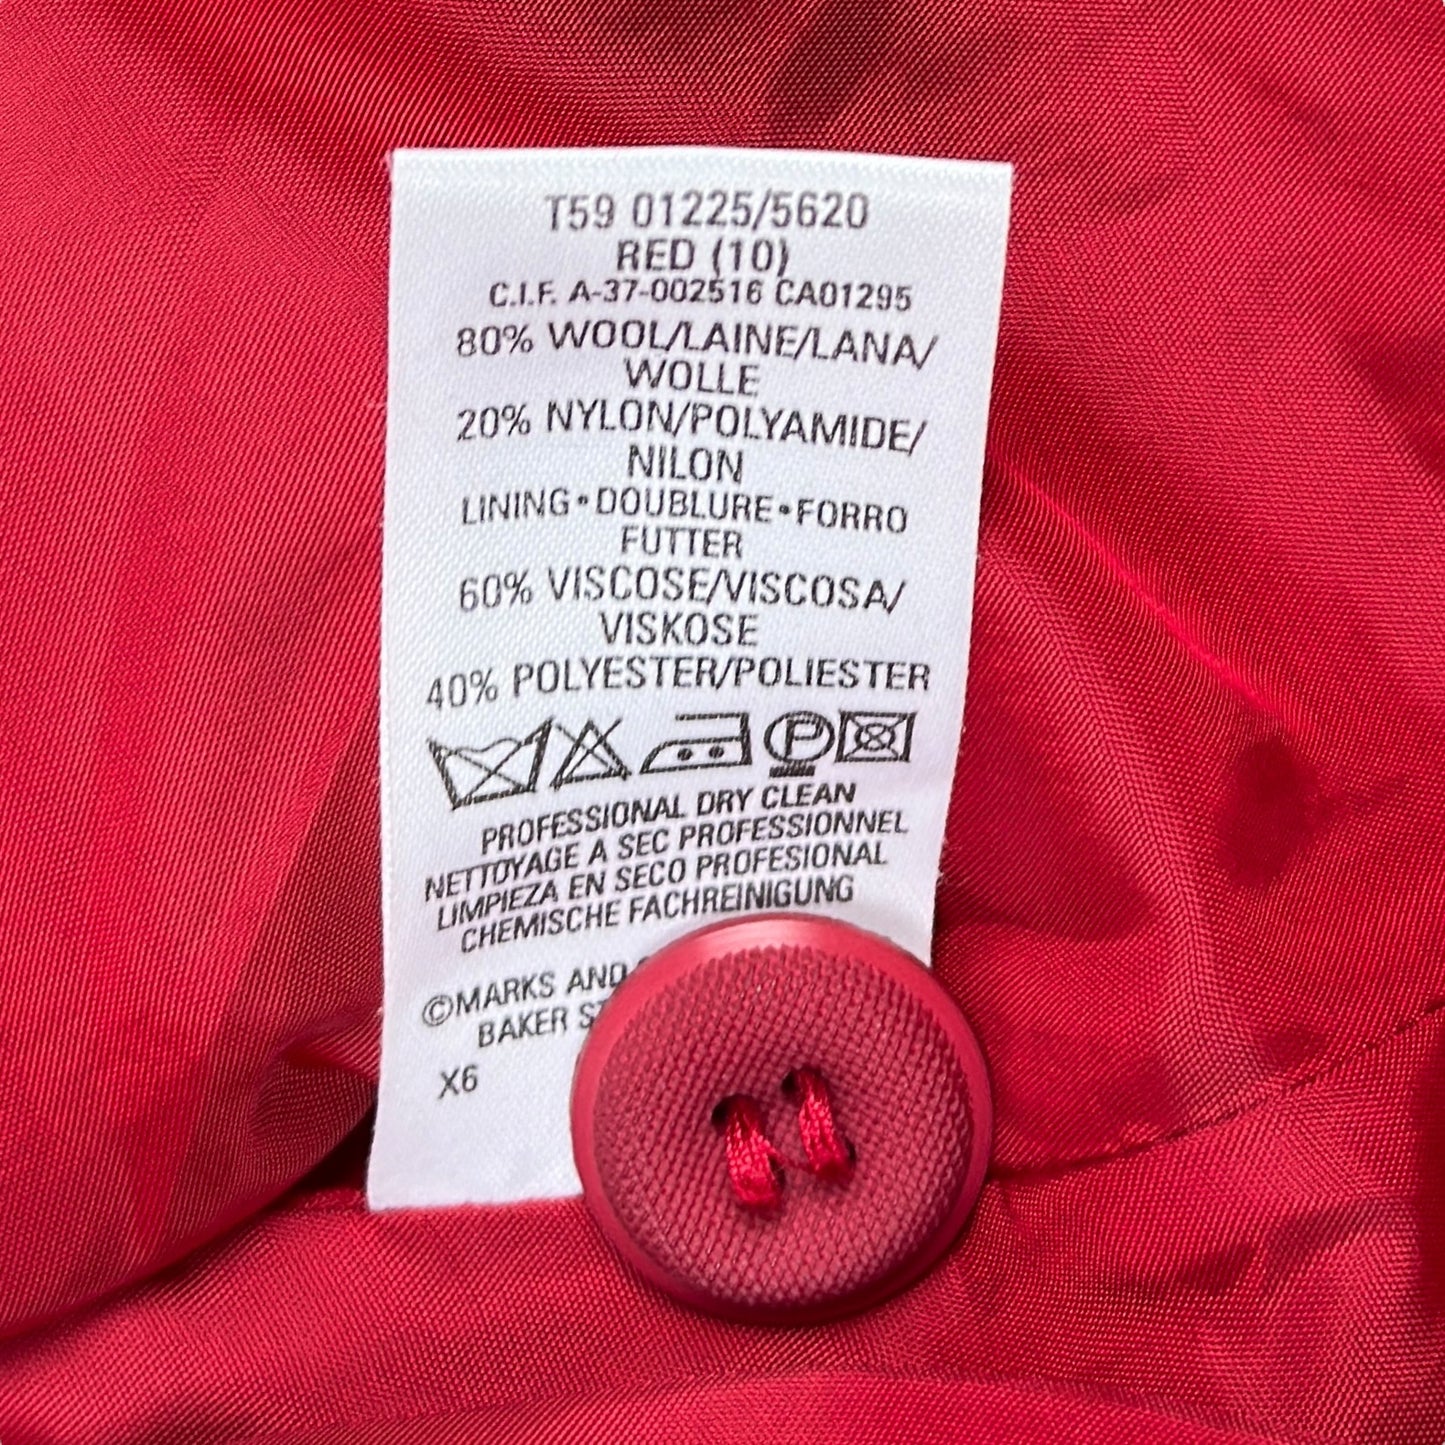 T59 01225/5620
RED (10)
C.I.F. A-37-002516 CA01295
80% WOOL/LAINE/LANA/
WOLLE
20% NYLON/POLYAMIDE/
NILON
LINING•DOUBLURE•FORRO
FUTTER
60% VISCOSE/VISCOSA/
VISKOSE
40% POLYESTER/POLIESTER
P
PROFESSIONAL DRY CLEAN
NETTOYAGE A SEC PROFESSIONNEL
LIMPIEZA EN SECO PROFESIONAL
CHEMISCHE FACHREINIGUNG
©MARKS AND
BAKER
X6